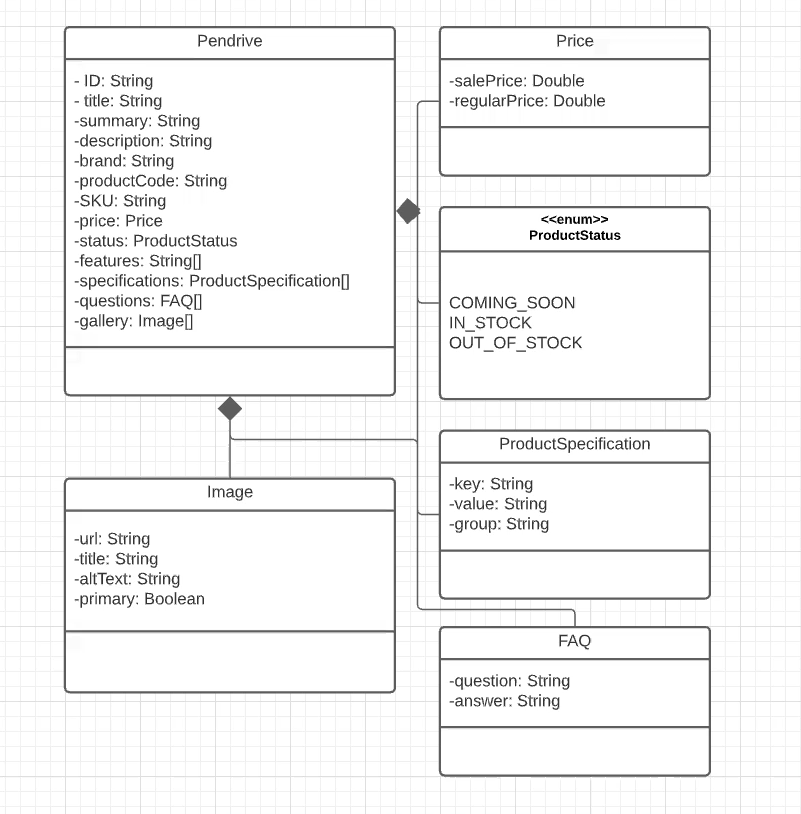 Pendrive
- ID: String
- title: String
-summary: String
-description: String
-brand: String
-productCode: String
-SKU: String
-price: Price
-status: ProductStatus
-features: String[]
-specifications: ProductSpecification[]
-questions: FAQ[]
-gallery: Image[]
Price
-salePrice: Double
-regularPrice: Double
<<enum>>
ProductStatus
COMING_SOON
IN_STOCK
OUT_OF_STOCK
ProductSpecification
-key: String
-value: String
-group: String
Image
-url: String
-title: String
-altText: String
-primary: Boolean
FAQ
-question: String
-answer: String